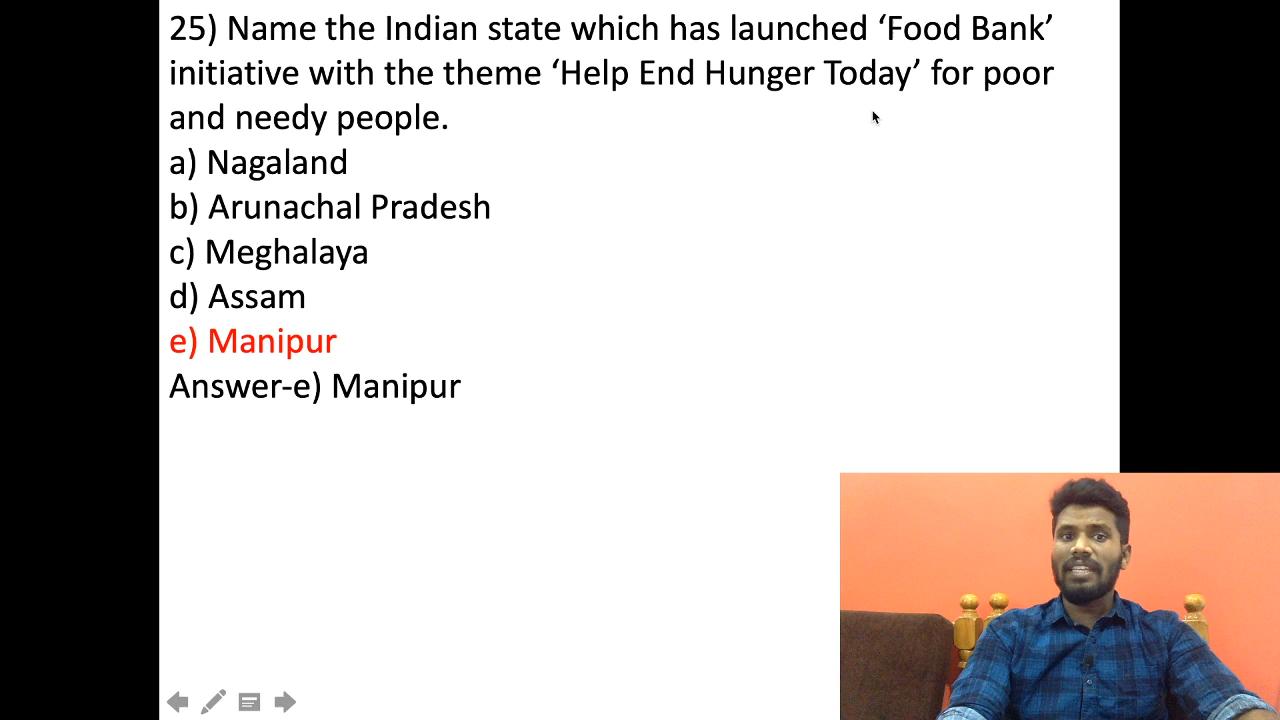 25) Name the Indian state which has launched ‘Food Bank’
initiative with the theme ‘Help End Hunger Today’ for poor
and needy people.
a) Nagaland
b) Arunachal Pradesh
c) Meghalaya
d) Assam
e) Manipur
Answer-e) Manipur